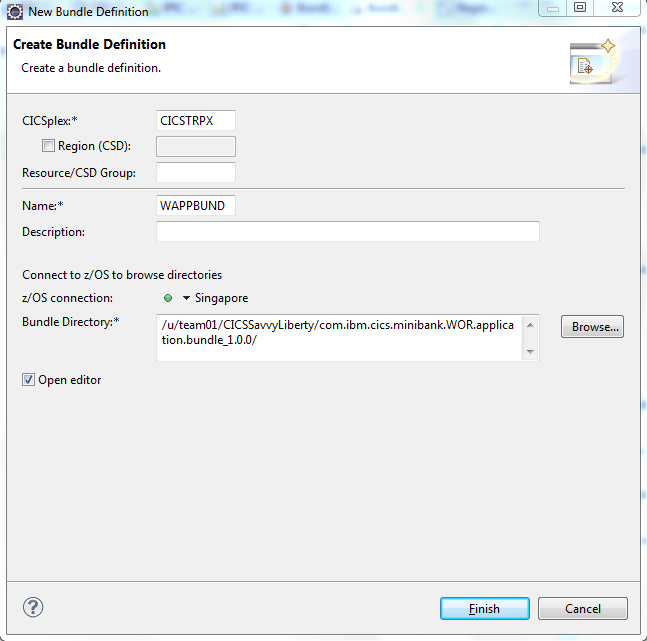 New Bundle Definition
Create Bundle Definition
Create a bundle definition.
CICSplex:* CICSTRPX
Region (CSD):
Resource/CSD Group:
Name:* WAPPBUND
Description:
Connect to z/OS to browse directories
z/OS connection: Singapore
Bundle Directory:* /u/team01/CICSSavvyLiberty/com.ibm.cics.minibank.WOR.applica
tion.bundle_1.0.0/
Browse...
Open editor
Finish Cancel